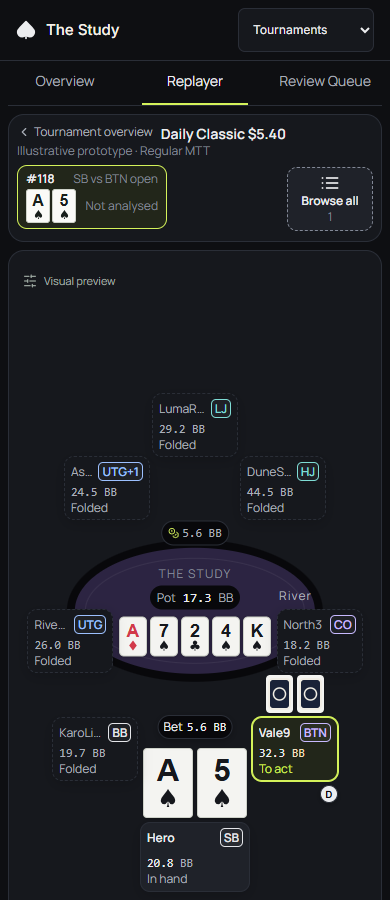 The Study
Tournaments
Overview Replayer Review Queue
Tournament overview Daily Classic $5.40
Illustrative prototype · Regular MTT
#118 SB vs BTN open
A 5 Not analysed
Browse all
1
Visual preview
LumaR... LJ
29.2 BB
Folded
As... UTG+1
24.5 BB
Folded
DuneS... HJ
44.5 BB
Folded
5.6 BB
THE STUDY
River
Pot 17.3 BB
Rive... UTG
26.0 BB
Folded
A 7 2 4 K
North3 CO
18.2 BB
Folded
KaroLi... BB
19.7 BB
Folded
Bet 5.6 BB
A 5
Vale9 BTN
32.3 BB
To act
D
Hero SB
20.8 BB
In hand